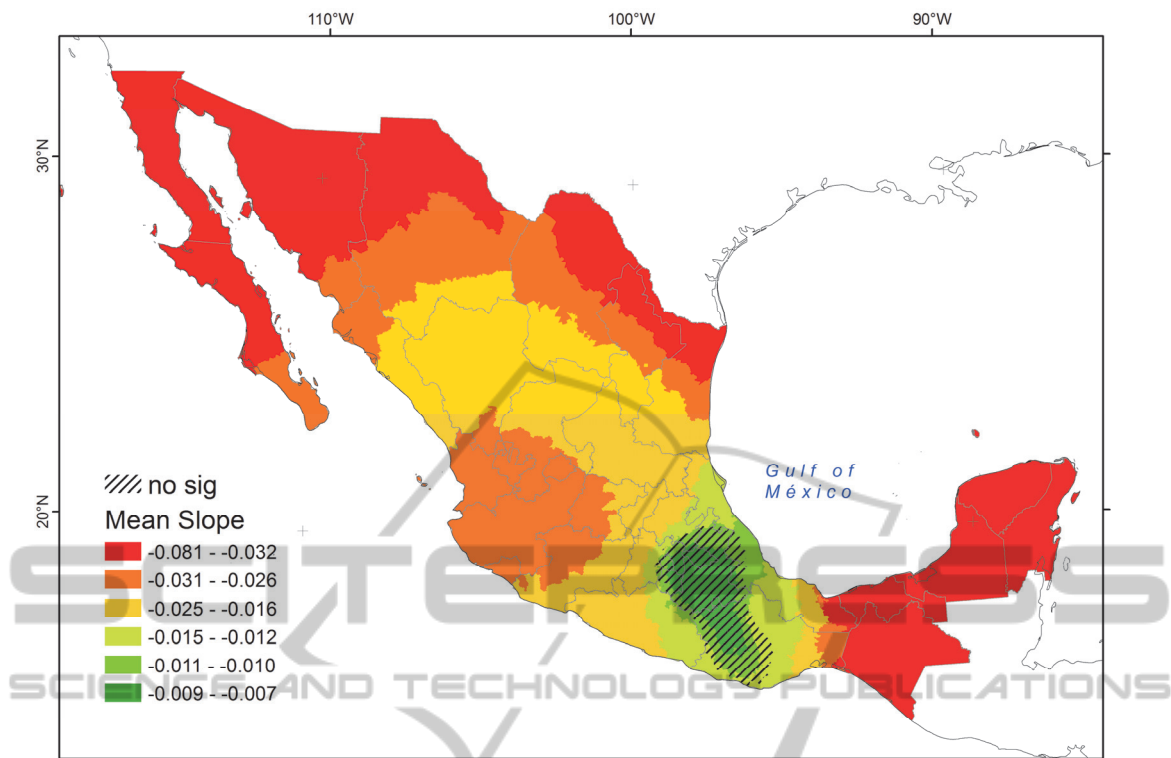 110°W 100°W 90°W
30°N
20°N
Gulf of
México
no sig
Mean Slope
-0.081 - -0.032
-0.031 - -0.026
-0.025 - -0.016
-0.015 - -0.012
-0.011 - -0.010
-0.009 - -0.007
SCITEPRESS
SCIENCE AND TECHNOLOGY PUBLICATIONS